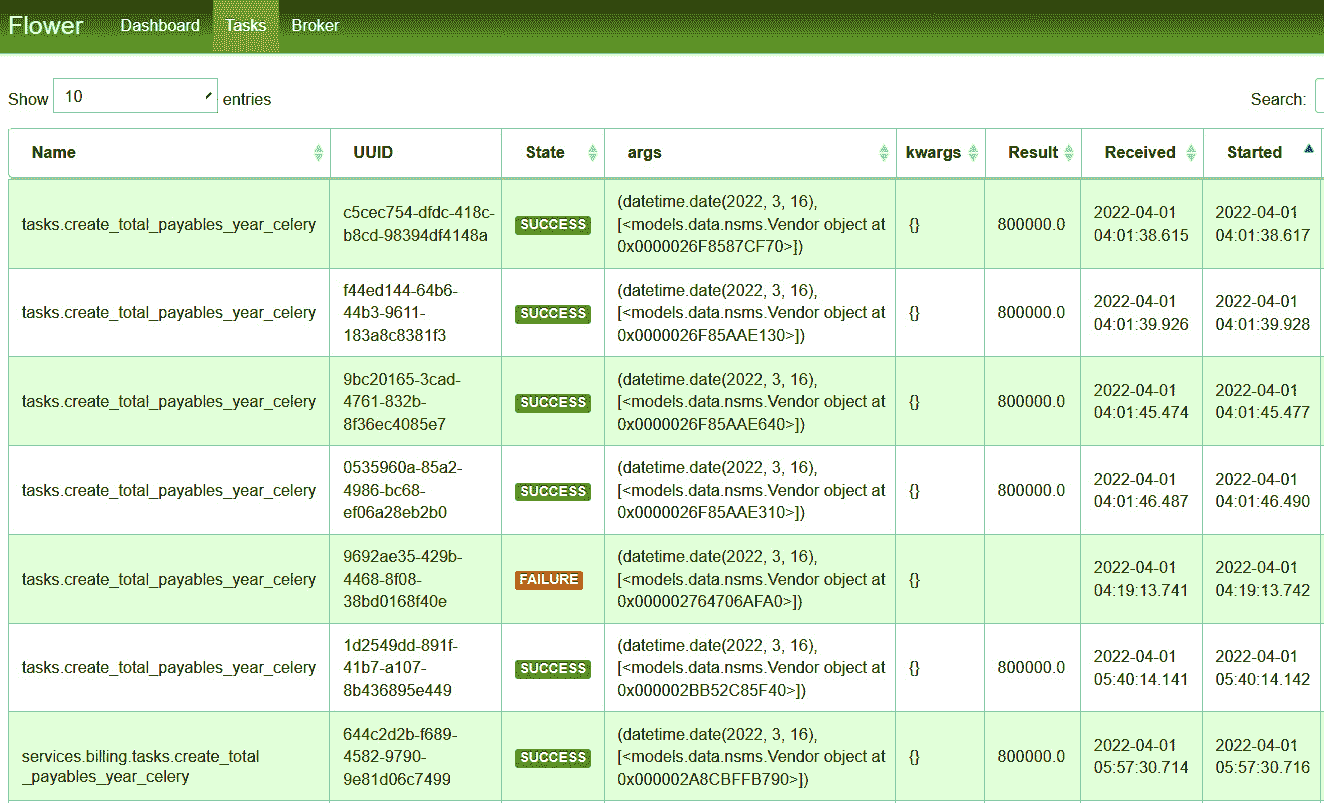 Flower Dashboard Tasks Broker
Show 10 entries Search:
Name UUID State args kwargs Result Received Started
tasks.create_total_payables_year_celery
c5cec754-dfdc-418c-
b8cd-98394df4148a
SUCCESS
(datetime.date(2022, 3, 16),
[<models.data.nsms.Vendor object at
0x0000026F8587CF70>])
{}
800000.0
2022-04-01
04:01:38.615
2022-04-01
04:01:38.617
tasks.create_total_payables_year_celery
f44ed144-64b6-
44b3-9611-
183a8c8381f3
SUCCESS
(datetime.date(2022, 3, 16),
[<models.data.nsms.Vendor object at
0x0000026F85AAE130>])
{}
800000.0
2022-04-01
04:01:39.926
2022-04-01
04:01:39.928
tasks.create_total_payables_year_celery
9bc20165-3cad-
4761-832b-
8f36ec4085e7
SUCCESS
(datetime.date(2022, 3, 16),
[<models.data.nsms.Vendor object at
0x0000026F85AAE640>])
{}
800000.0
2022-04-01
04:01:45.474
2022-04-01
04:01:45.477
tasks.create_total_payables_year_celery
0535960a-85a2-
4986-bc68-
ef06a28eb2b0
SUCCESS
(datetime.date(2022, 3, 16),
[<models.data.nsms.Vendor object at
0x0000026F85AAE310>])
{}
800000.0
2022-04-01
04:01:46.487
2022-04-01
04:01:46.490
tasks.create_total_payables_year_celery
9692ae35-429b-
4468-8f08-
38bd0168f40e
FAILURE
(datetime.date(2022, 3, 16),
[<models.data.nsms.Vendor object at
0x000002764706AFA0>])
{}
2022-04-01
04:19:13.741
2022-04-01
04:19:13.742
tasks.create_total_payables_year_celery
1d2549dd-891f-
41b7-a107-
8b436895e449
SUCCESS
(datetime.date(2022, 3, 16),
[<models.data.nsms.Vendor object at
0x000002BB52C85F40>])
{}
800000.0
2022-04-01
05:40:14.141
2022-04-01
05:40:14.142
services.billing.tasks.create_total
_payables_year_celery
644c2d2b-f689-
4582-9790-
9e81d06c7499
SUCCESS
(datetime.date(2022, 3, 16),
[<models.data.nsms.Vendor object at
0x000002A8CBFFB790>])
{}
800000.0
2022-04-01
05:57:30.714
2022-04-01
05:57:30.716